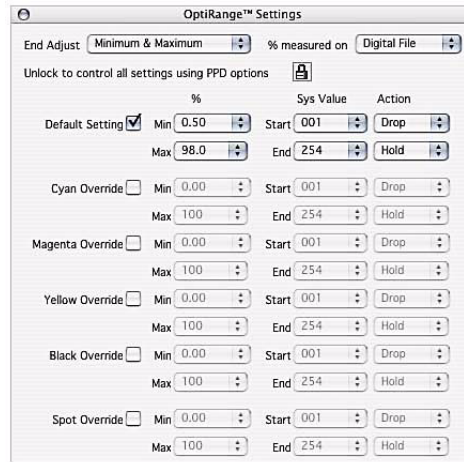 OptiRange™ Settings
End Adjust Minimum & Maximum % measured on Digital File
Unlock to control all settings using PPD options
% Sys Value Action
Default Setting Min 0.50 Start 001 Drop
Max 98.0 End 254 Hold
Cyan Override Min 0.00 Start 001 Drop
Max 100 End 254 Hold
Magenta Override Min 0.00 Start 001 Drop
Max 100 End 254 Hold
Yellow Override Min 0.00 Start 001 Drop
Max 100 End 254 Hold
Black Override Min 0.00 Start 001 Drop
Max 100 End 254 Hold
Spot Override Min 0.00 Start 001 Drop
Max 100 End 254 Hold